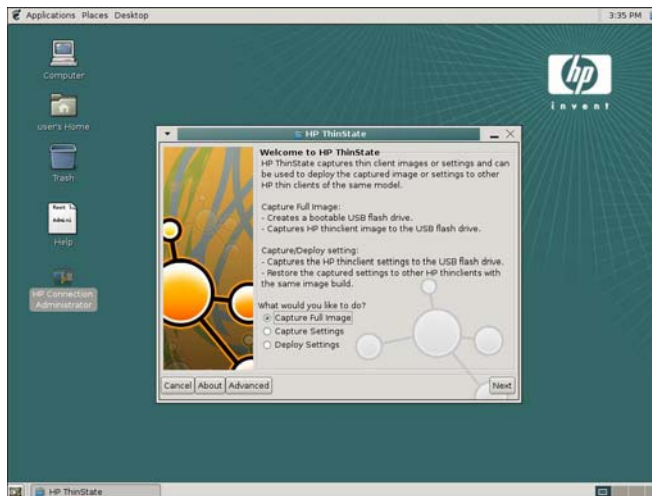 Applications Places Desktop
3:35 PM
Computer
user's Home
Trash
Help
HP Connection
Administrator
hp
invent
HP ThinState
Welcome to HP ThinState
HP ThinState captures thin client images or settings and can
be used to deploy the captured image or settings to other
HP thin clients of the same model.
Capture Full Image:
- Creates a bootable USB flash drive.
- Captures HP thinclient image to the USB flash drive.
Capture/Deploy setting:
- Captures the HP thinclient settings to the USB flash drive.
- Restore the captured settings to other HP thinclients with
the same image build.
What would you like to do?
Capture Full Image
Capture Settings
Deploy Settings
Cancel About Advanced Next
HP ThinState